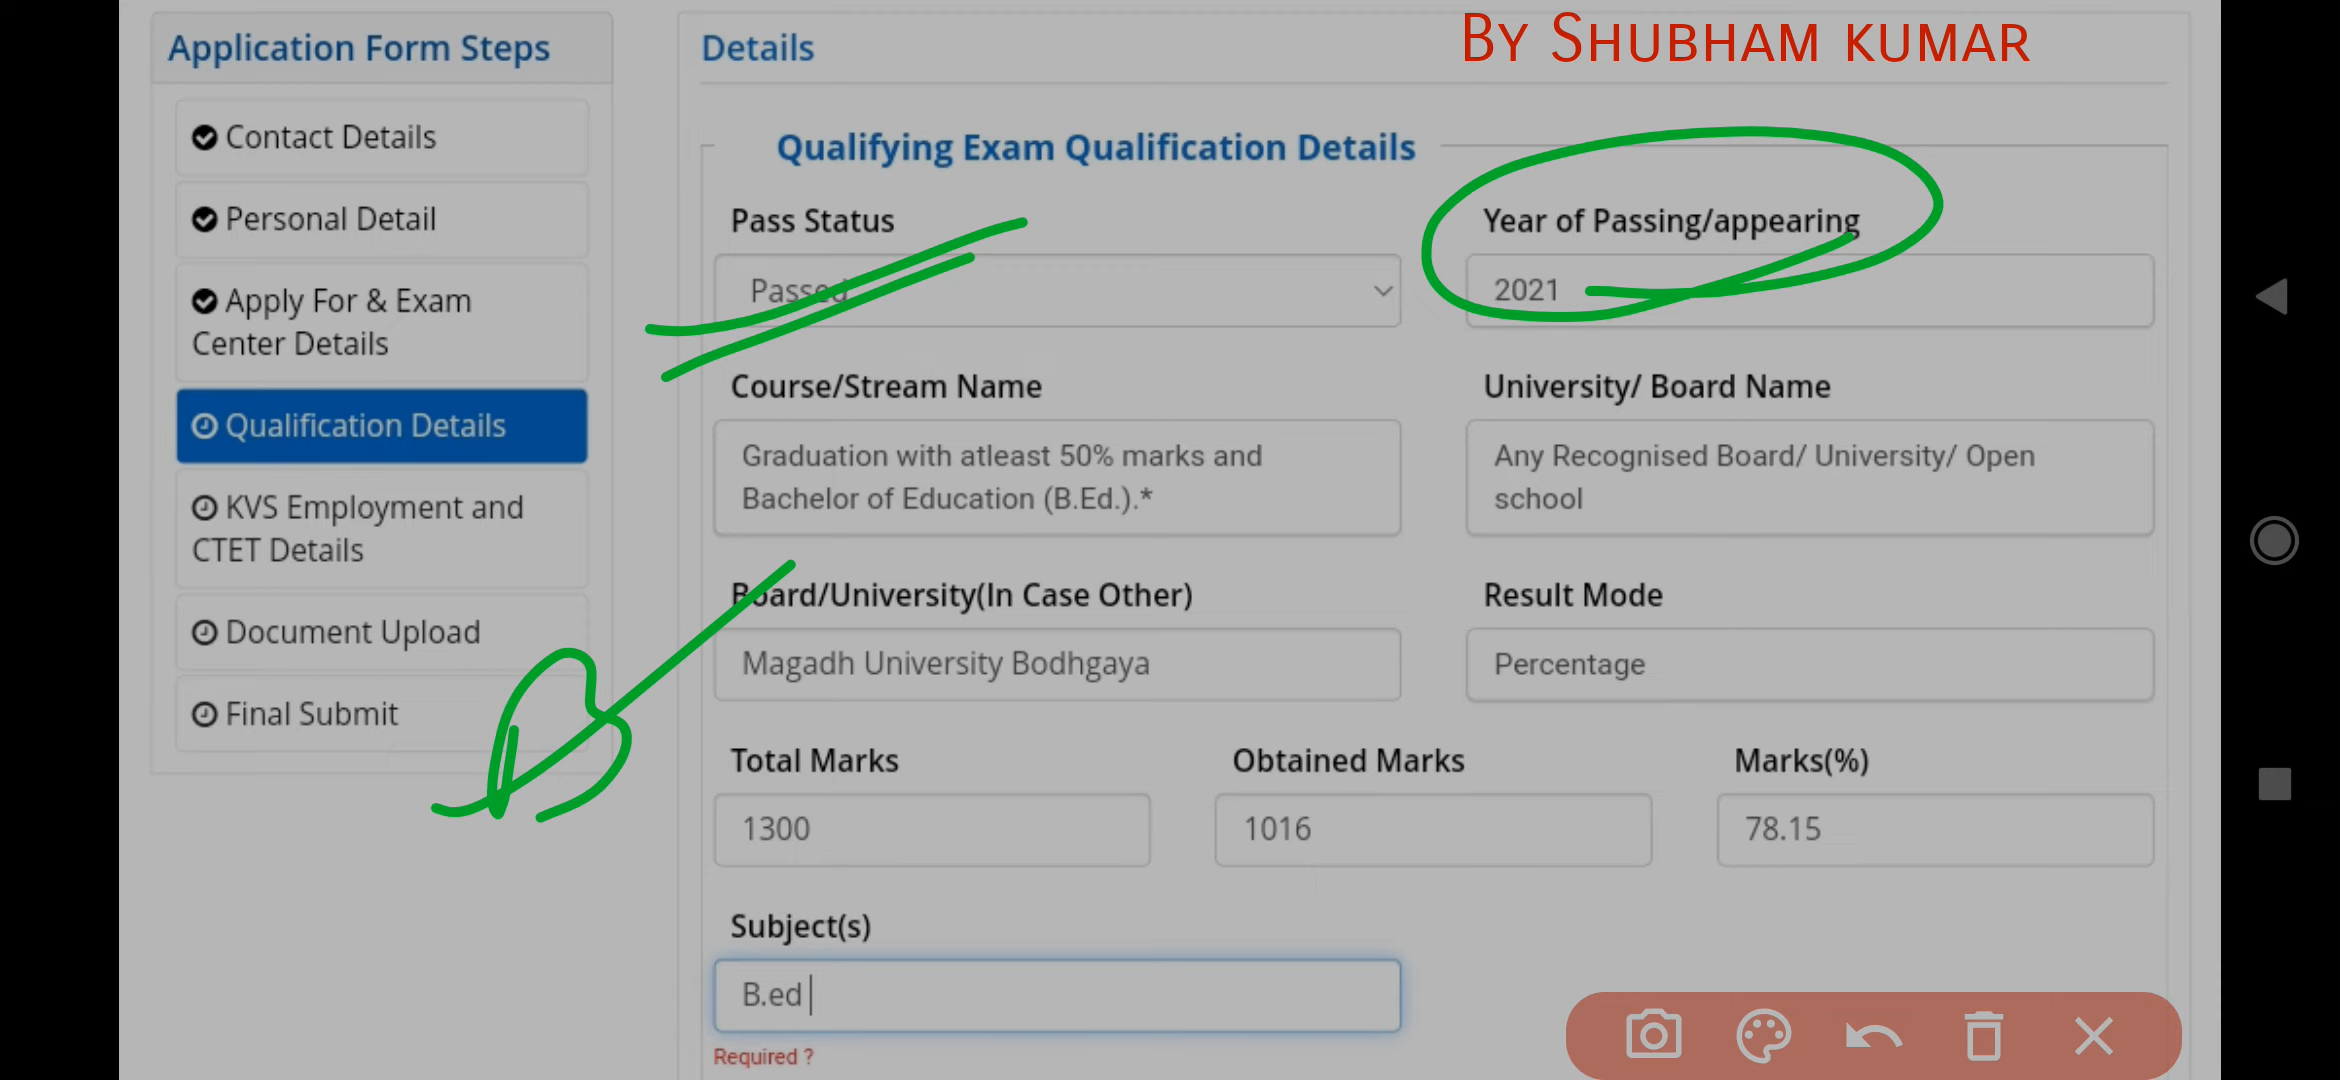 By Shubham kumar
Application Form Steps
Contact Details
Personal Detail
Apply For & Exam
Center Details
Qualification Details
KVS Employment and
CTET Details
Document Upload
Final Submit
Details
Qualifying Exam Qualification Details
Pass Status
Passed
Year of Passing/appearing
2021
Course/Stream Name
Graduation with atleast 50% marks and
Bachelor of Education (B.Ed.).*
University/ Board Name
Any Recognised Board/ University/ Open
school
Board/University(In Case Other)
Magadh University Bodhgaya
Result Mode
Percentage
Total Marks
1300
Obtained Marks
1016
Marks(%)
78.15
Subject(s)
B.ed
Required ?